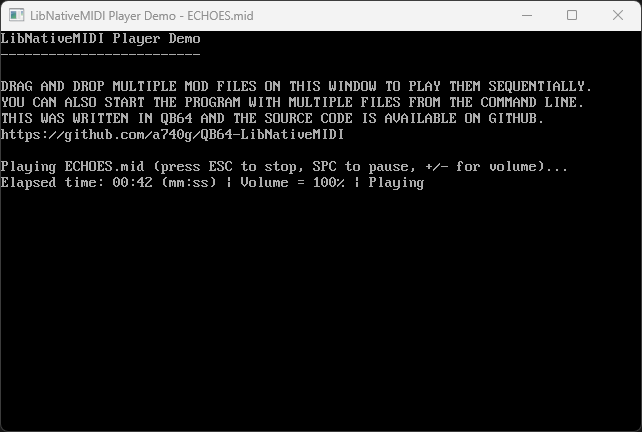 LibNativeMIDI Player Demo - ECHOES.mid
LibNativeMIDI Player Demo
-------------------------
DRAG AND DROP MULTIPLE MOD FILES ON THIS WINDOW TO PLAY THEM SEQUENTIALLY.
YOU CAN ALSO START THE PROGRAM WITH MULTIPLE FILES FROM THE COMMAND LINE.
THIS WAS WRITTEN IN QB64 AND THE SOURCE CODE IS AVAILABLE ON GITHUB.
https://github.com/a740g/QB64-LibNativeMIDI
Playing ECHOES.mid (press ESC to stop, SPC to pause, +/- for volume)...
Elapsed time: 00:42 (mm:ss) | Volume = 100% | Playing